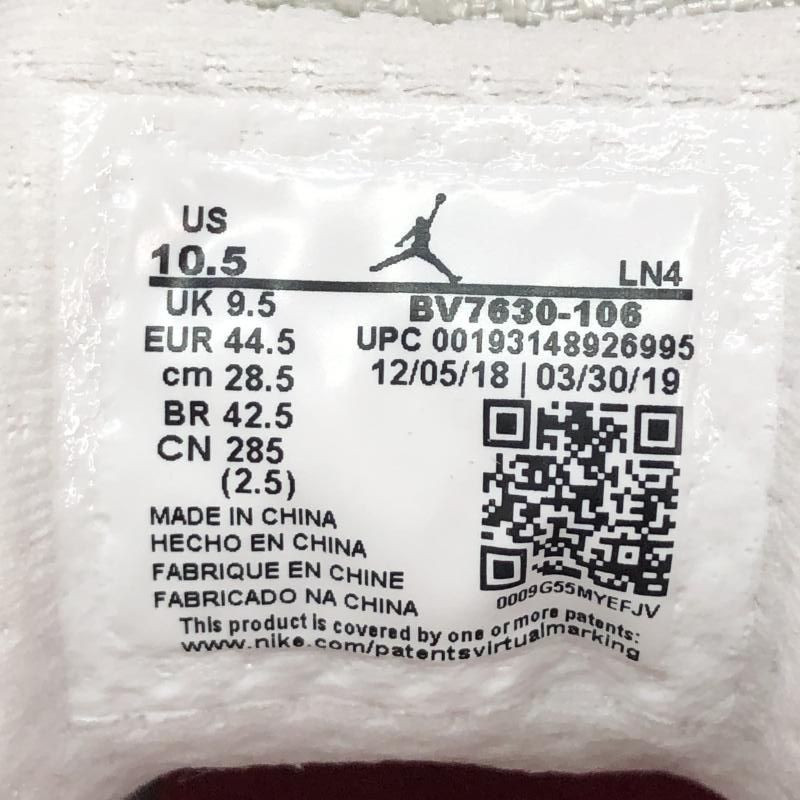 US
10.5
LN4
UK 9.5
BV7630-106
EUR 44.5
UPC 00193148926995
cm 28.5
12/05/18 | 03/30/19
BR 42.5
CN 285
(2.5)
MADE IN CHINA
HECHO EN CHINA
FABRIQUE EN CHINE
FABRICADO NA CHINA
0009G55MYEFJV
This product is covered by one or more patents:
www.nike.com/patentsvirtualmarking